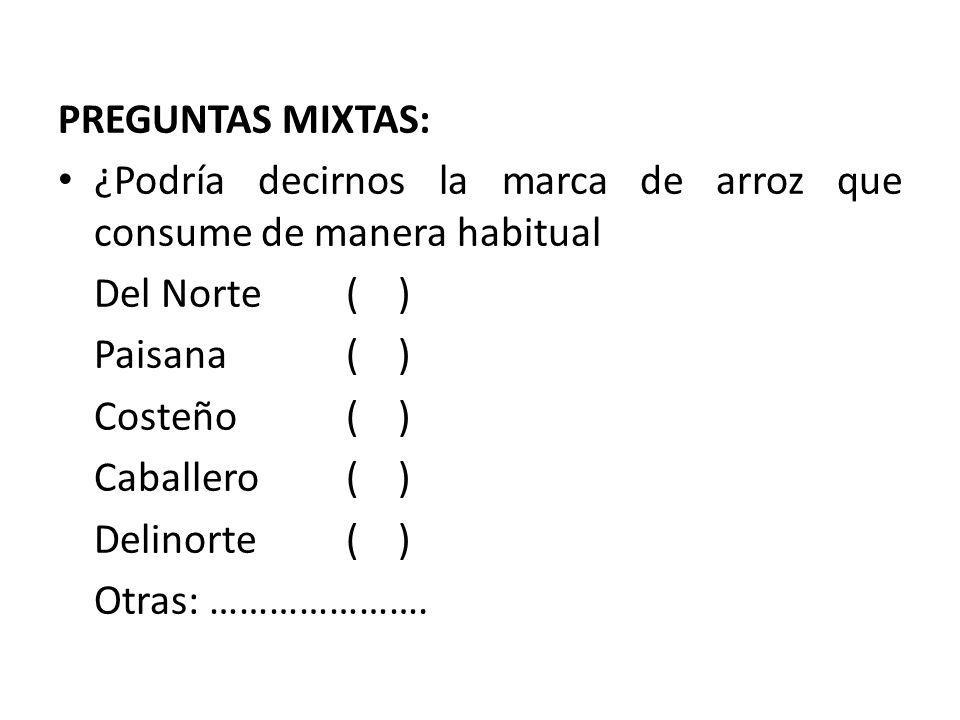 PREGUNTAS MIXTAS:
• ¿Podría decirnos la marca de arroz que
consume de manera habitual
Del Norte ( )
Paisana ( )
Costeño ( )
Caballero ( )
Delinorte ( )
Otras: ………………….